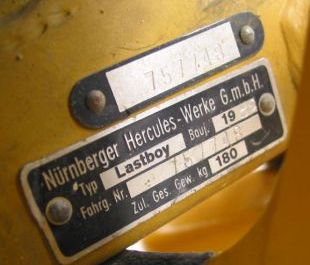 757743
Nürnberger Hercules-Werke G.m.b.H.
Typ Lastboy Bauj. 19
Fahrg. Nr.
Zul. Ges. Gew. kg 180